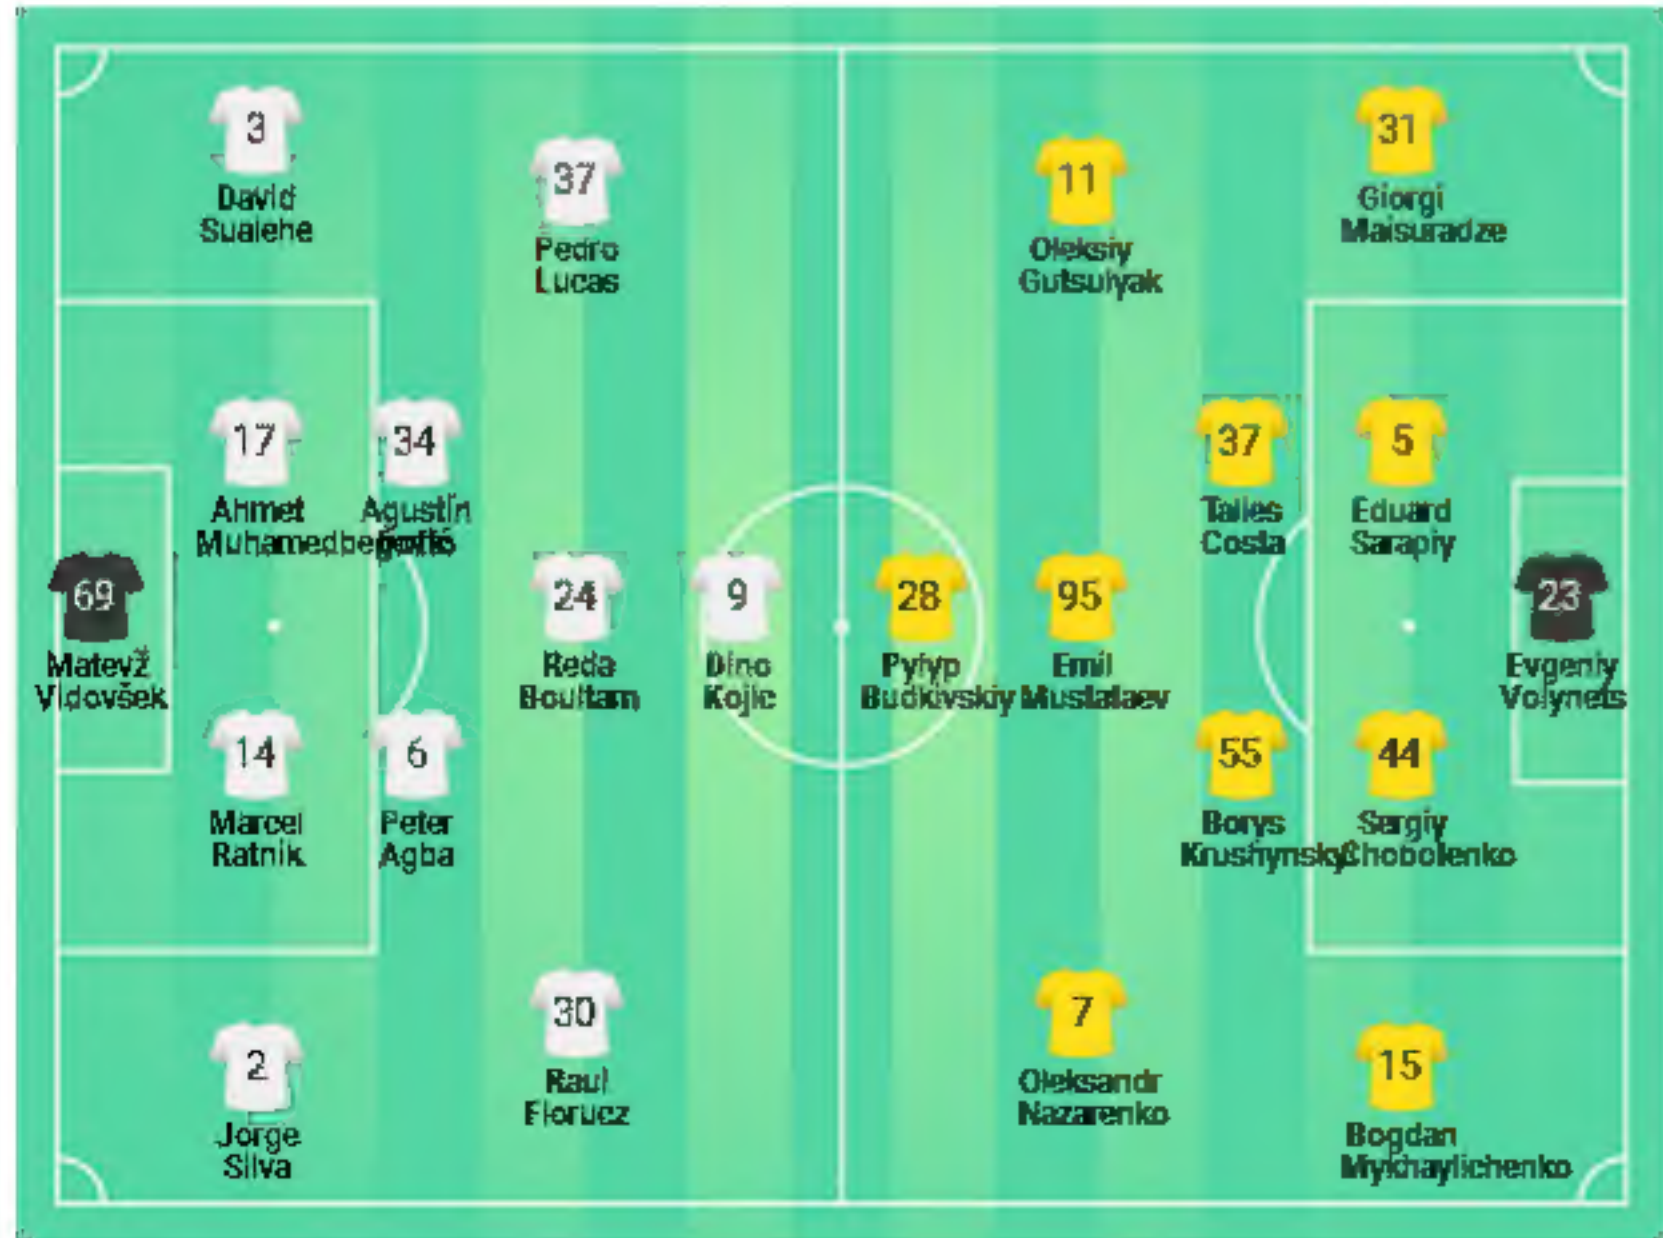 3
David
Sualehe
37
Pedro
Lucas
11
Oleksiy
Gutsulyak
31
Giorgi
Maisuradze
17
Ahmet
Muhamedbegović
34
Agustín
37
Talles
Costa
5
Eduard
Sarapiy
69
Matevž
Vidovšek
24
Reda
Boultam
9
Dino
Kojic
28
Pylyp
Budkivskiy
95
Emil
Mustafaev
23
Evgeniy
Volynets
14
Marcel
Ratnik
6
Peter
Agba
55
Borys
Krushynskyi
44
Sergiy
Chobotenko
30
Raul
Florucz
7
Oleksandr
Nazarenko
2
Jorge
Silva
15
Bogdan
Mykhaylichenko